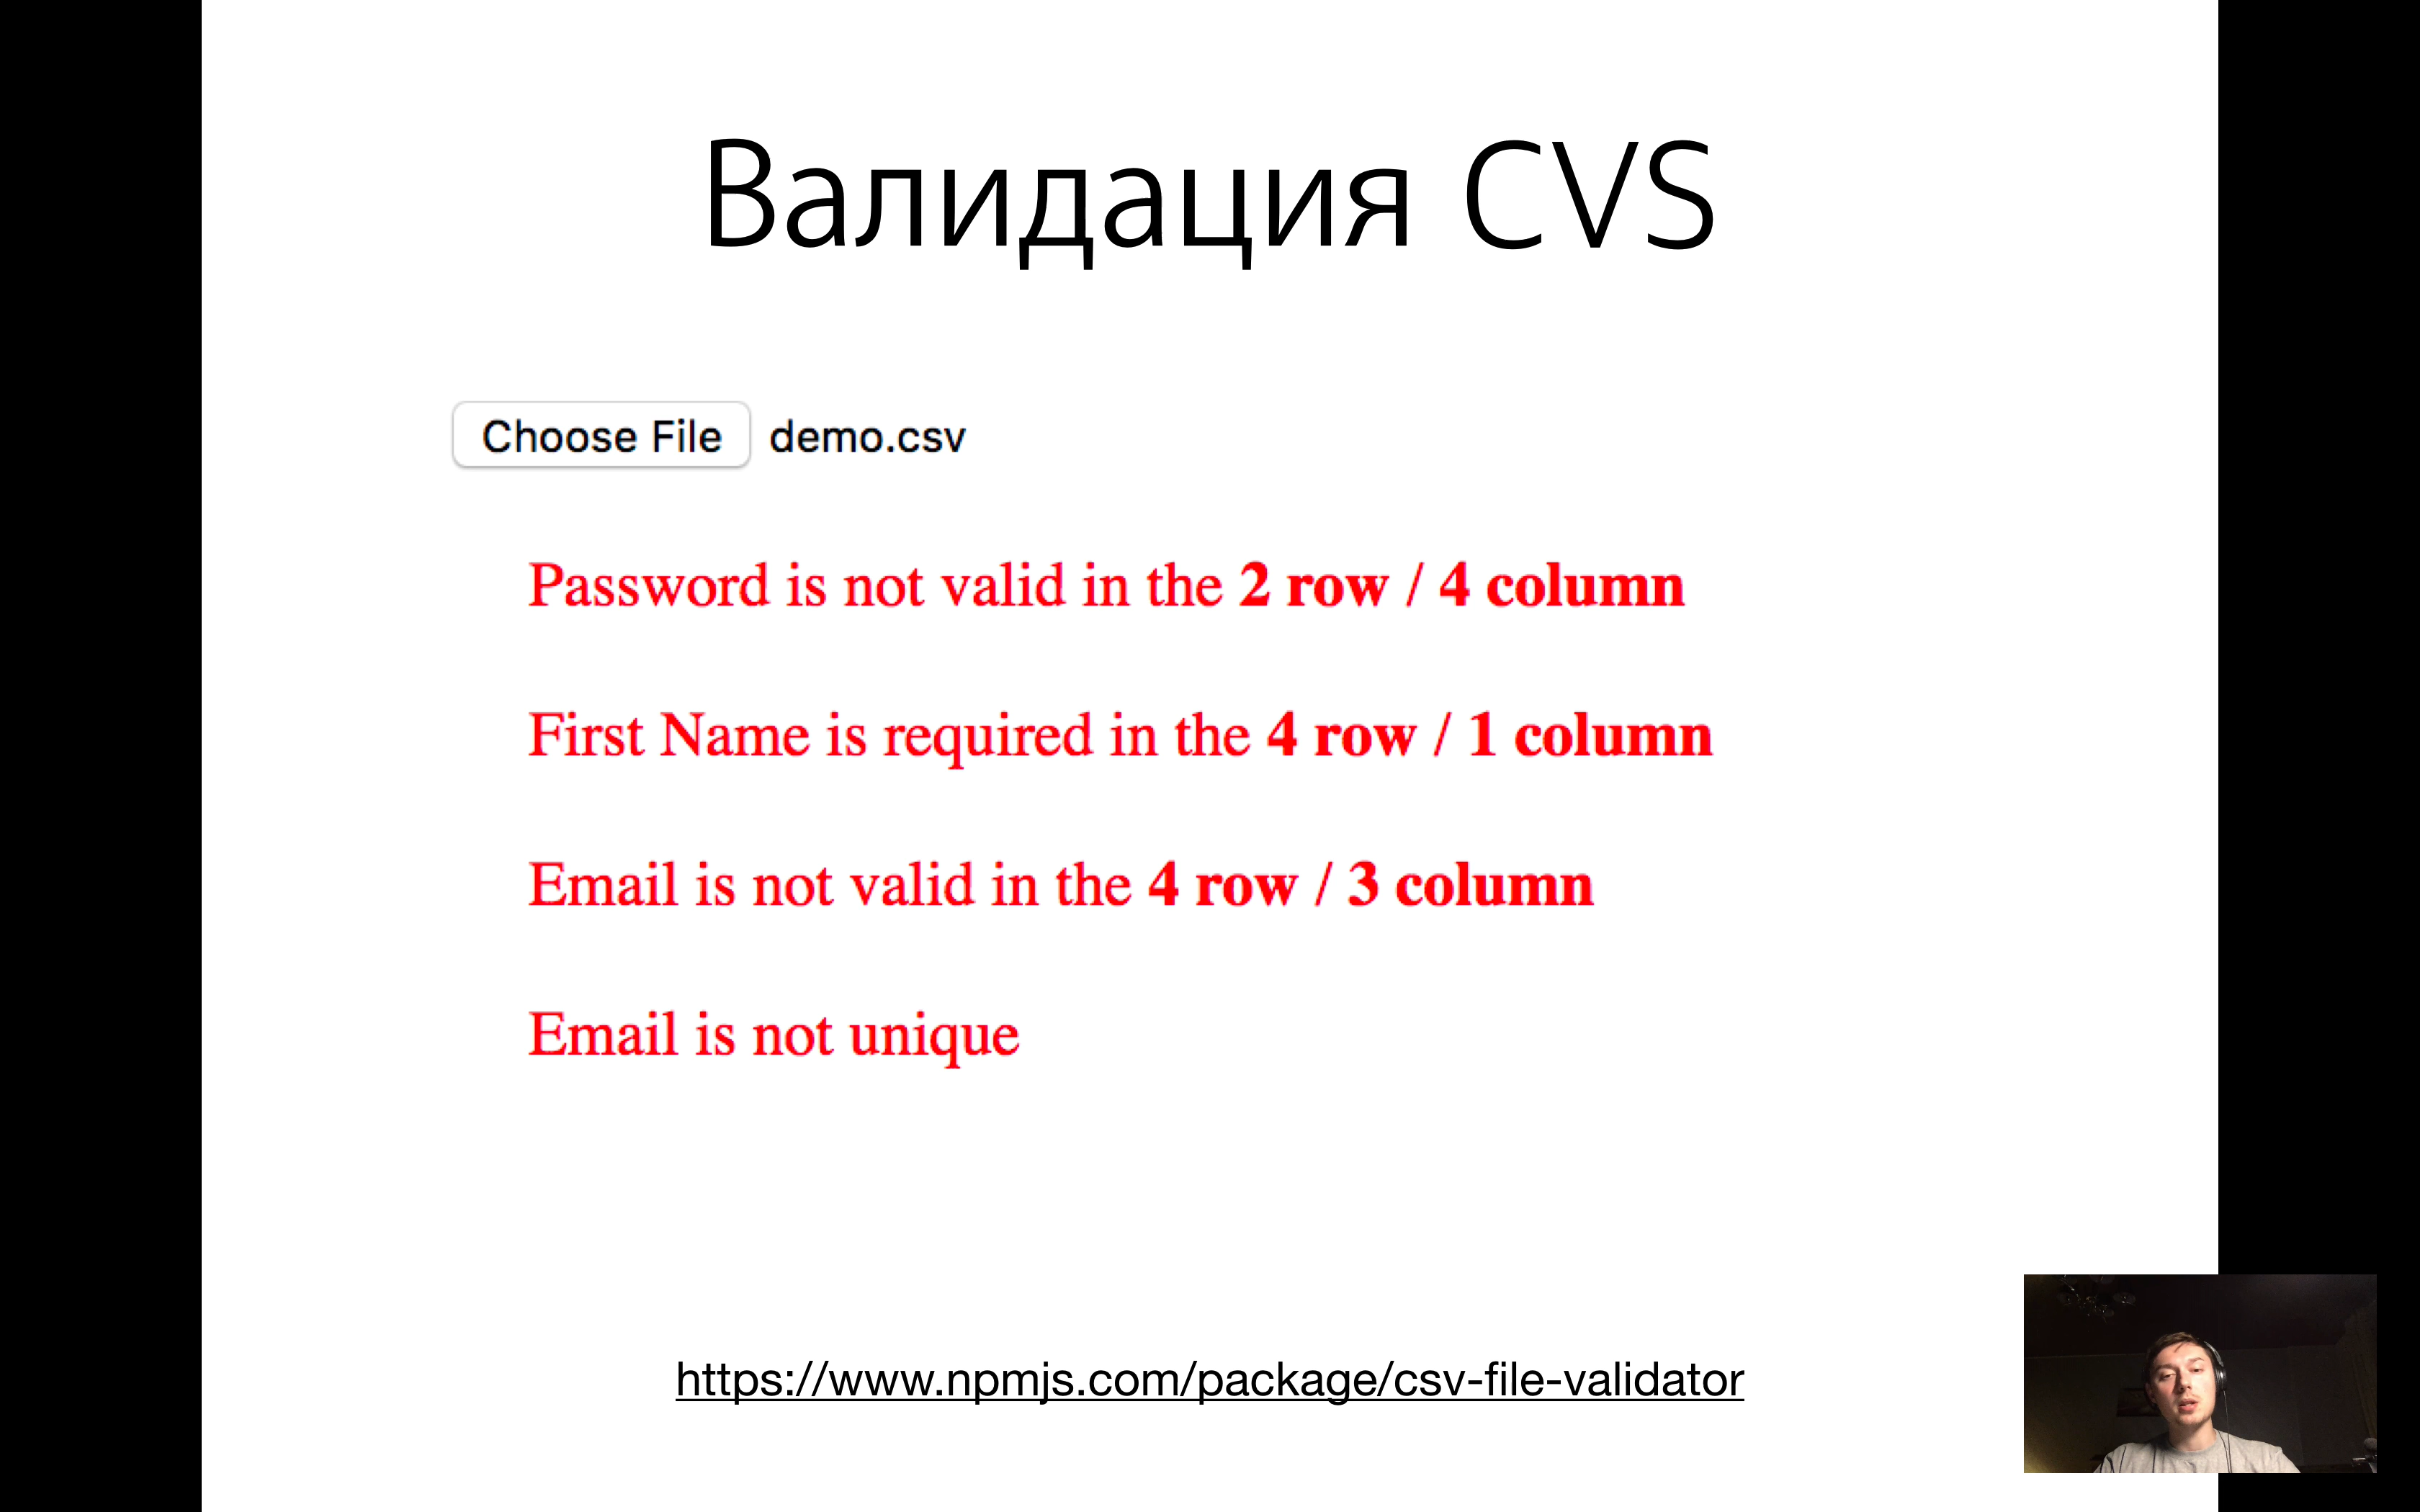 Валидация CVS
Choose File demo.csv
Password is not valid in the 2 row / 4 column
First Name is required in the 4 row / 1 column
Email is not valid in the 4 row / 3 column
Email is not unique
https://www.npmjs.com/package/csv-file-validator